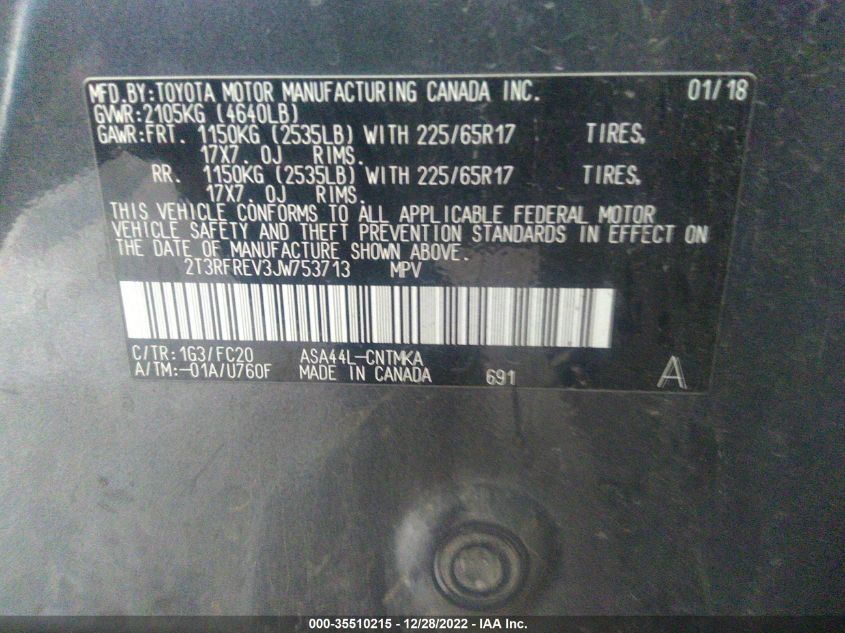 MFD.BY:TOYOTA MOTOR MANUFACTURING CANADA INC. 01/18
GVWR:2105KG (4640LB)
GAWR:FRT. 1150KG (2535LB) WITH 225/65R17 TIRES,
17X7. 0J RIMS.
RR. 1150KG (2535LB) WITH 225/65R17 TIRES,
17X7. 0J RIMS.
THIS VEHICLE CONFORMS TO ALL APPLICABLE FEDERAL MOTOR
VEHICLE SAFETY AND THEFT PREVENTION STANDARDS IN EFFECT ON
THE DATE OF MANUFACTURE SHOWN ABOVE.
2T3RFREV3JW753713 MPV
C/TR:1G3/FC20 ASA44L-CNTMKA
A/TM:-01A/U760F MADE IN CANADA 691 A
000-35510215 - 12/28/2022 - IAA Inc.